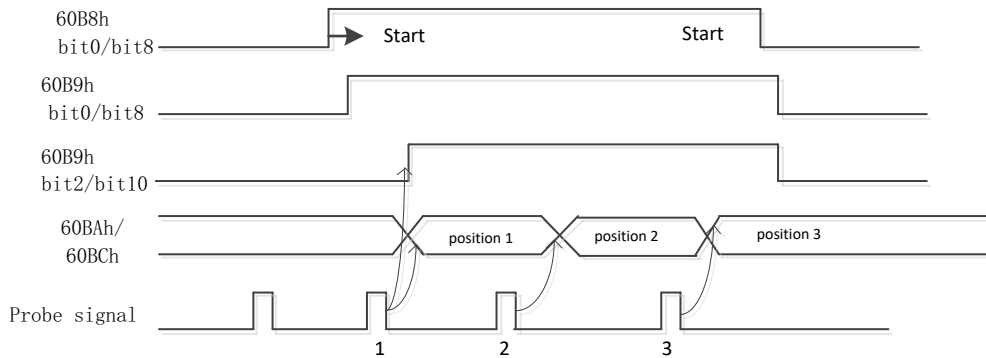 60B8h
bit0/bit8
Start
Start
60B9h
bit0/bit8
60B9h
bit2/bit10
60BAh/
60BCh
position 1
position 2
position 3
Probe signal
1
2
3